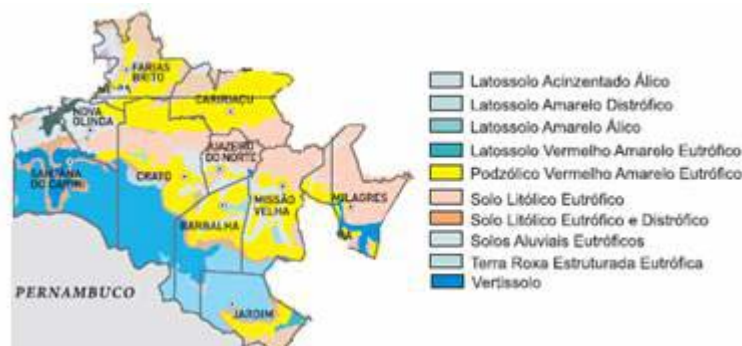 FARIAS
BRITO
CARIRIAÇU
NOVA
OLINDA
JUAZEIRO
DO NORTE
SANTANA
DO CARIRI
CRATO
MISSÃO
VELHA
MILAGRES
BARBALHA
JARDIM
PERNAMBUCO
Latossolo Acinzentado Álico
Latossolo Amarelo Distrófico
Latossolo Amarelo Álico
Latossolo Vermelho Amarelo Eutrófico
Podzólico Vermelho Amarelo Eutrófico
Solo Litólico Eutrófico
Solo Litólico Eutrófico e Distrófico
Solos Aluviais Eutróficos
Terra Roxa Estruturada Eutrófica
Vertissolo